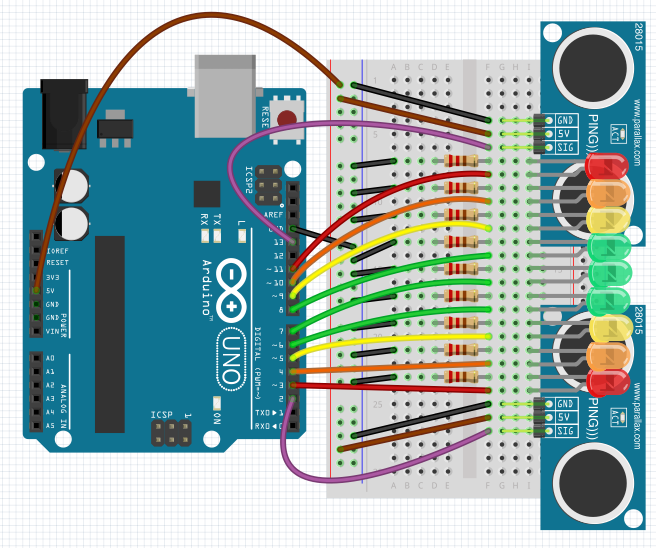 28015
www.parallax.com
PING)))
ACT
GND
5V
SIG
A B C D E
F G H I
1
5
RESET
ICSP2
AREF
GND
13
12
~11
~10
~9
8
7
~6
~5
4
~3
2
TXD
1
RXD
0
DIGITAL (PWM=~)
RX
TX
L
Arduino
TM
UNO
ON
ICSP
1
IOREF
RESET
3V3
5V
GND
GND
VIN
POWER
A0
A1
A2
A3
A4
A5
ANALOG IN
25
A B C D E
F G H I
28015
www.parallax.com
PING)))
ACT
GND
5V
SIG